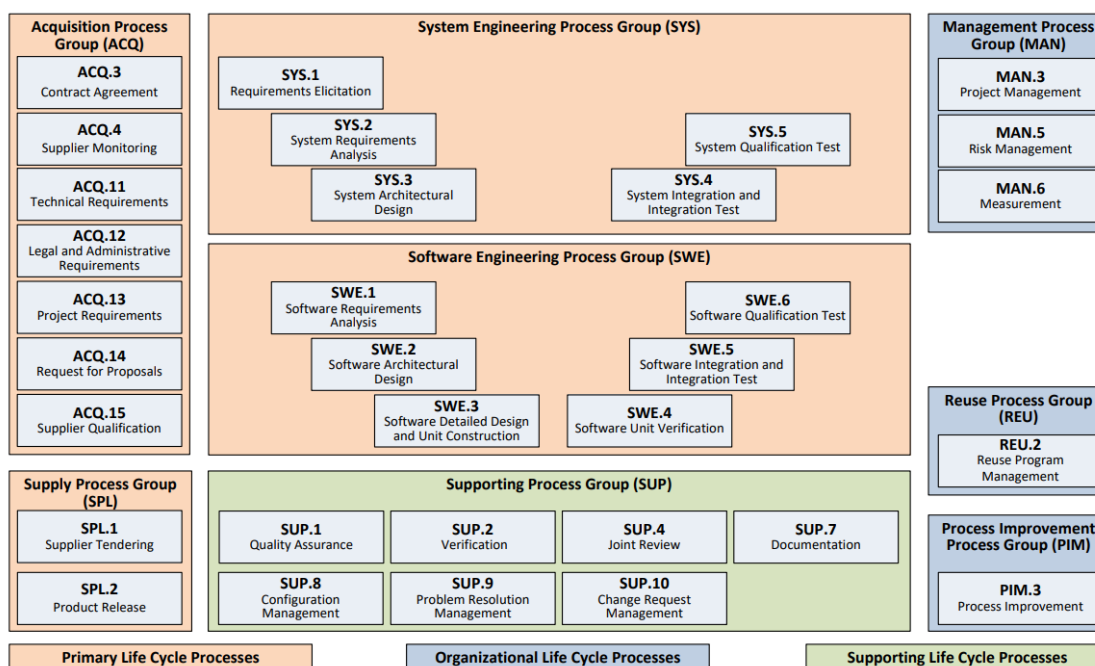 Acquisition Process
Group (ACQ)
ACQ.3
Contract Agreement
ACQ.4
Supplier Monitoring
ACQ.11
Technical Requirements
ACQ.12
Legal and Administrative
Requirements
ACQ.13
Project Requirements
ACQ.14
Request for Proposals
ACQ.15
Supplier Qualification
Supply Process Group
(SPL)
SPL.1
Supplier Tendering
SPL.2
Product Release
System Engineering Process Group (SYS)
SYS.1
Requirements Elicitation
SYS.2
System Requirements
Analysis
SYS.3
System Architectural
Design
SYS.5
System Qualification Test
SYS.4
System Integration and
Integration Test
Software Engineering Process Group (SWE)
SWE.1
Software Requirements
Analysis
SWE.2
Software Architectural
Design
SWE.3
Software Detailed Design
and Unit Construction
SWE.6
Software Qualification Test
SWE.5
Software Integration and
Integration Test
SWE.4
Software Unit Verification
Supporting Process Group (SUP)
SUP.1
Quality Assurance
SUP.2
Verification
SUP.4
Joint Review
SUP.7
Documentation
SUP.8
Configuration
Management
SUP.9
Problem Resolution
Management
SUP.10
Change Request
Management
Management Process
Group (MAN)
MAN.3
Project Management
MAN.5
Risk Management
MAN.6
Measurement
Reuse Process Group
(REU)
REU.2
Reuse Program
Management
Process Improvement
Process Group (PIM)
PIM.3
Process Improvement
Primary Life Cycle Processes
Organizational Life Cycle Processes
Supporting Life Cycle Processes